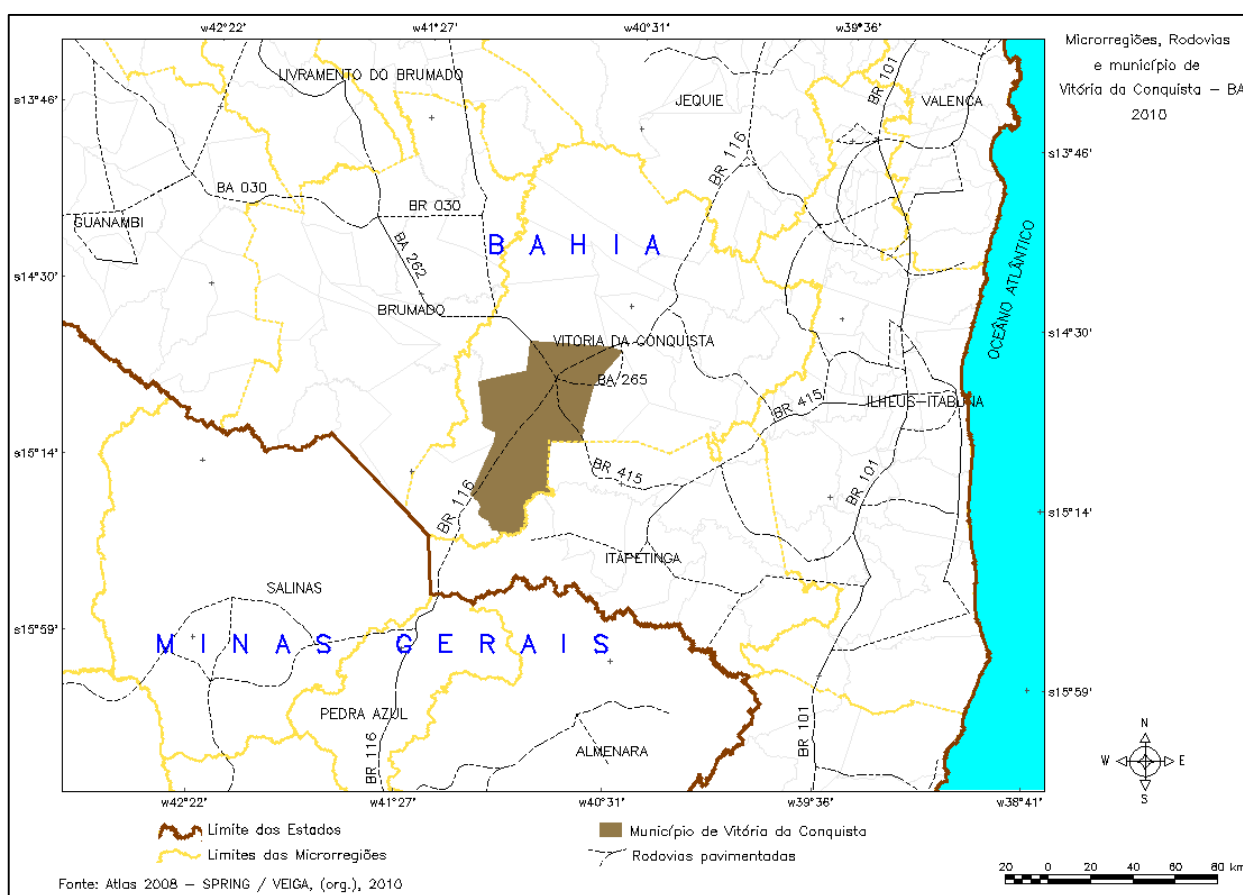 w42°22' w41°27' w40°31' w39°36'
Microrregiões, Rodovias
e município de
Vitória da Conquista – BA
2010
s13°46'
LIVRAMENTO DO BRUMADO
JEQUIE
BR 101
VALENCA
BR 116
s13°46'
BA 030
BR 030
GUANAMBI
BAHIA
BA 262
OCEÂNO ATLÂNTICO
s14°30'
BRUMADO
VITORIA DA CONQUISTA
s14°30'
BA 265
BR 415
ILHEUS-ITABUNA
s15°14'
BR 415
BR 101
BR 116
s15°14'
ITAPETINGA
SALINAS
s15°59'
MINAS GERAIS
s15°59'
PEDRA AZUL
BR 101
BR 116
ALMENARA
N
W E
S
w42°22' w41°27' w40°31' w39°36' w38°41'
Limite dos Estados
Município de Vitória da Conquista
Limites das Microrregiões
Rodovias pavimentadas
20 0 20 40 60 80 km
Fonte: Atlas 2008 – SPRING / VEIGA, (org.), 2010